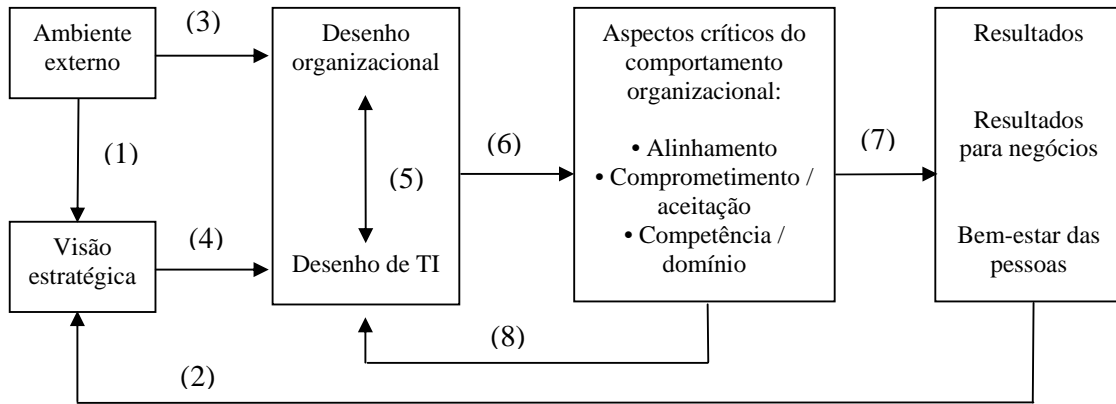 Ambiente
externo
(3)
Desenho
organizacional
Aspectos críticos do
comportamento
organizacional:
Resultados
(1)
(5)
(6)
• Alinhamento
• Comprometimento /
aceitação
• Competência /
domínio
(7)
Resultados
para negócios
Visão
estratégica
(4)
Desenho de TI
Bem-estar das
pessoas
(8)
(2)